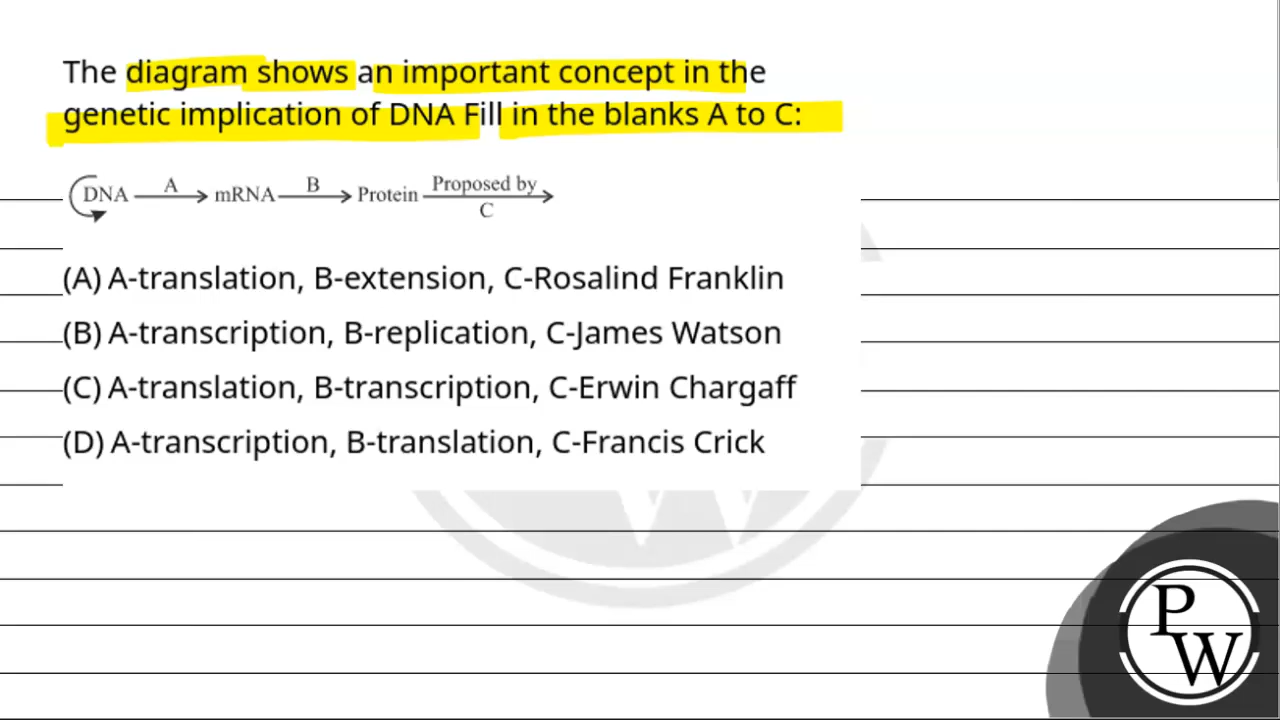 The diagram shows an important concept in the
genetic implication of DNA Fill in the blanks A to C:
DNA A mRNA B Protein Proposed by
C
(A) A-translation, B-extension, C-Rosalind Franklin
(B) A-transcription, B-replication, C-James Watson
(C) A-translation, B-transcription, C-Erwin Chargaff
(D) A-transcription, B-translation, C-Francis Crick
P
W